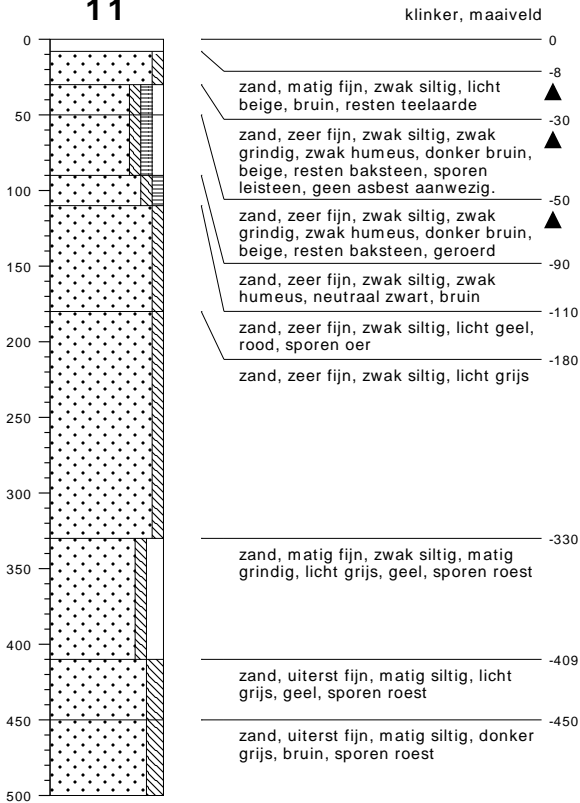 11
klinker, maaiveld
0
0
-8
zand, matig fijn, zwak siltig, licht
beige, bruin, resten teelaarde
-30
zand, zeer fijn, zwak siltig, zwak
grindig, zwak humeus, donker bruin,
beige, resten baksteen, sporen
leisteen, geen asbest aanwezig.
50
-50
zand, zeer fijn, zwak siltig, zwak
grindig, zwak humeus, donker bruin,
beige, resten baksteen, geroerd
-90
zand, zeer fijn, zwak siltig, zwak
humeus, neutraal zwart, bruin
100
-110
zand, zeer fijn, zwak siltig, licht geel,
rood, sporen oer
150
-180
zand, zeer fijn, zwak siltig, licht grijs
200
250
300
-330
zand, matig fijn, zwak siltig, matig
grindig, licht grijs, geel, sporen roest
350
400
-409
zand, uiterst fijn, matig siltig, licht
grijs, geel, sporen roest
450
-450
zand, uiterst fijn, matig siltig, donker
grijs, bruin, sporen roest
500